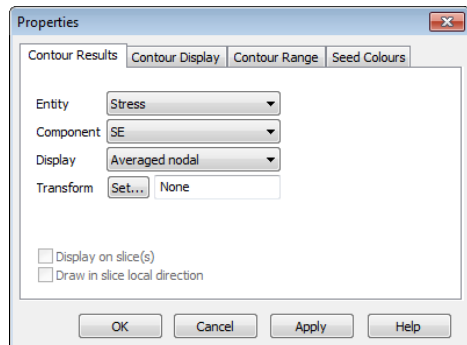 Properties
Contour Results Contour Display Contour Range Seed Colours
Entity Stress
Component SE
Display Averaged nodal
Transform Set... None
Display on slice(s)
Draw in slice local direction
OK Cancel Apply Help